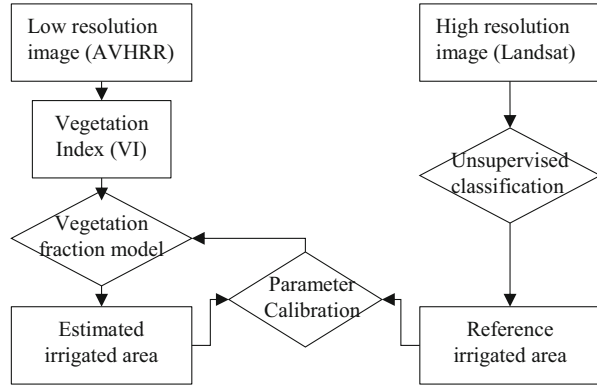 Low resolution
image (AVHRR)
High resolution
image (Landsat)
Vegetation
Index (VI)
Unsupervised
classification
Vegetation
fraction model
Parameter
Calibration
Estimated
irrigated area
Reference
irrigated area